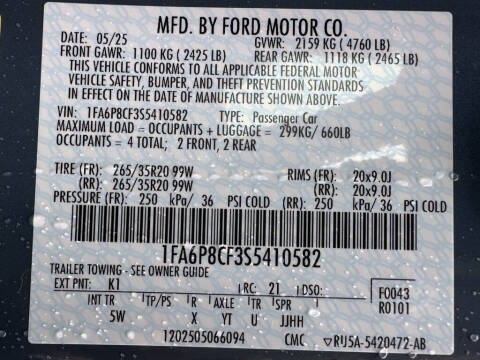 MFD. BY FORD MOTOR CO.
DATE: 05/25 GVWR: 2159 KG (4760 LB)
FRONT GAWR: 1100 KG (2425 LB) REAR GAWR: 1118 KG (2465 LB)
THIS VEHICLE CONFORMS TO ALL APPLICABLE FEDERAL MOTOR
VEHICLE SAFETY, BUMPER, AND THEFT PREVENTION STANDARDS
IN EFFECT ON THE DATE OF MANUFACTURE SHOWN ABOVE.
VIN: 1FA6P8CF3S5410582 TYPE: Passenger Car
MAXIMUM LOAD = OCCUPANTS + LUGGAGE = 299KG/ 660LB
OCCUPANTS = 4 TOTAL; 2 FRONT, 2 REAR
TIRE (FR): 265/35R20 99W RIMS (FR): 20x9.0J
(RR): 265/35R20 99W (RR): 20x9.0J
PRESSURE (FR): 250 kPa/ 36 PSI COLD (RR): 250 kPa/ 36 PSI COLD
1FA6P8CF3S5410582
TRAILER TOWING - SEE OWNER GUIDE
EXT PNT: K1 RC: 21 DSO: F0043
INT TR TP/PS R AXLE TR SPR R0101
5W X YT U JJHH
1202505066094 CMC RU5A-5420472-AB